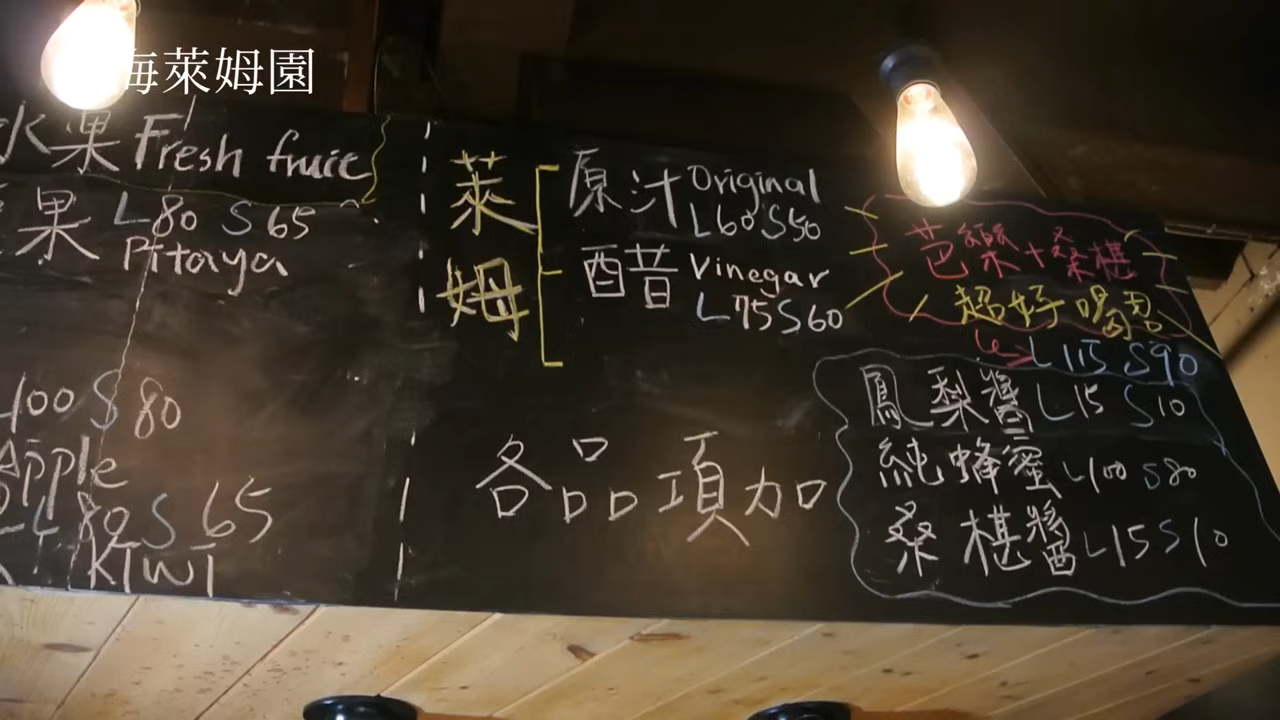 海萊姆園
水果 Fresh fruit
果 L80 S65
Pitaya
L100 S80
Apple
L80 S65
KIWI
萊姆
原汁 Original
L60 S50
醋 Vinegar
L75 S60
芭樂+桑椹
超好喝
L115 S90
各品項加
鳳梨醬 L15 S10
純蜂蜜 L100 S80
桑椹醬 L15 S10